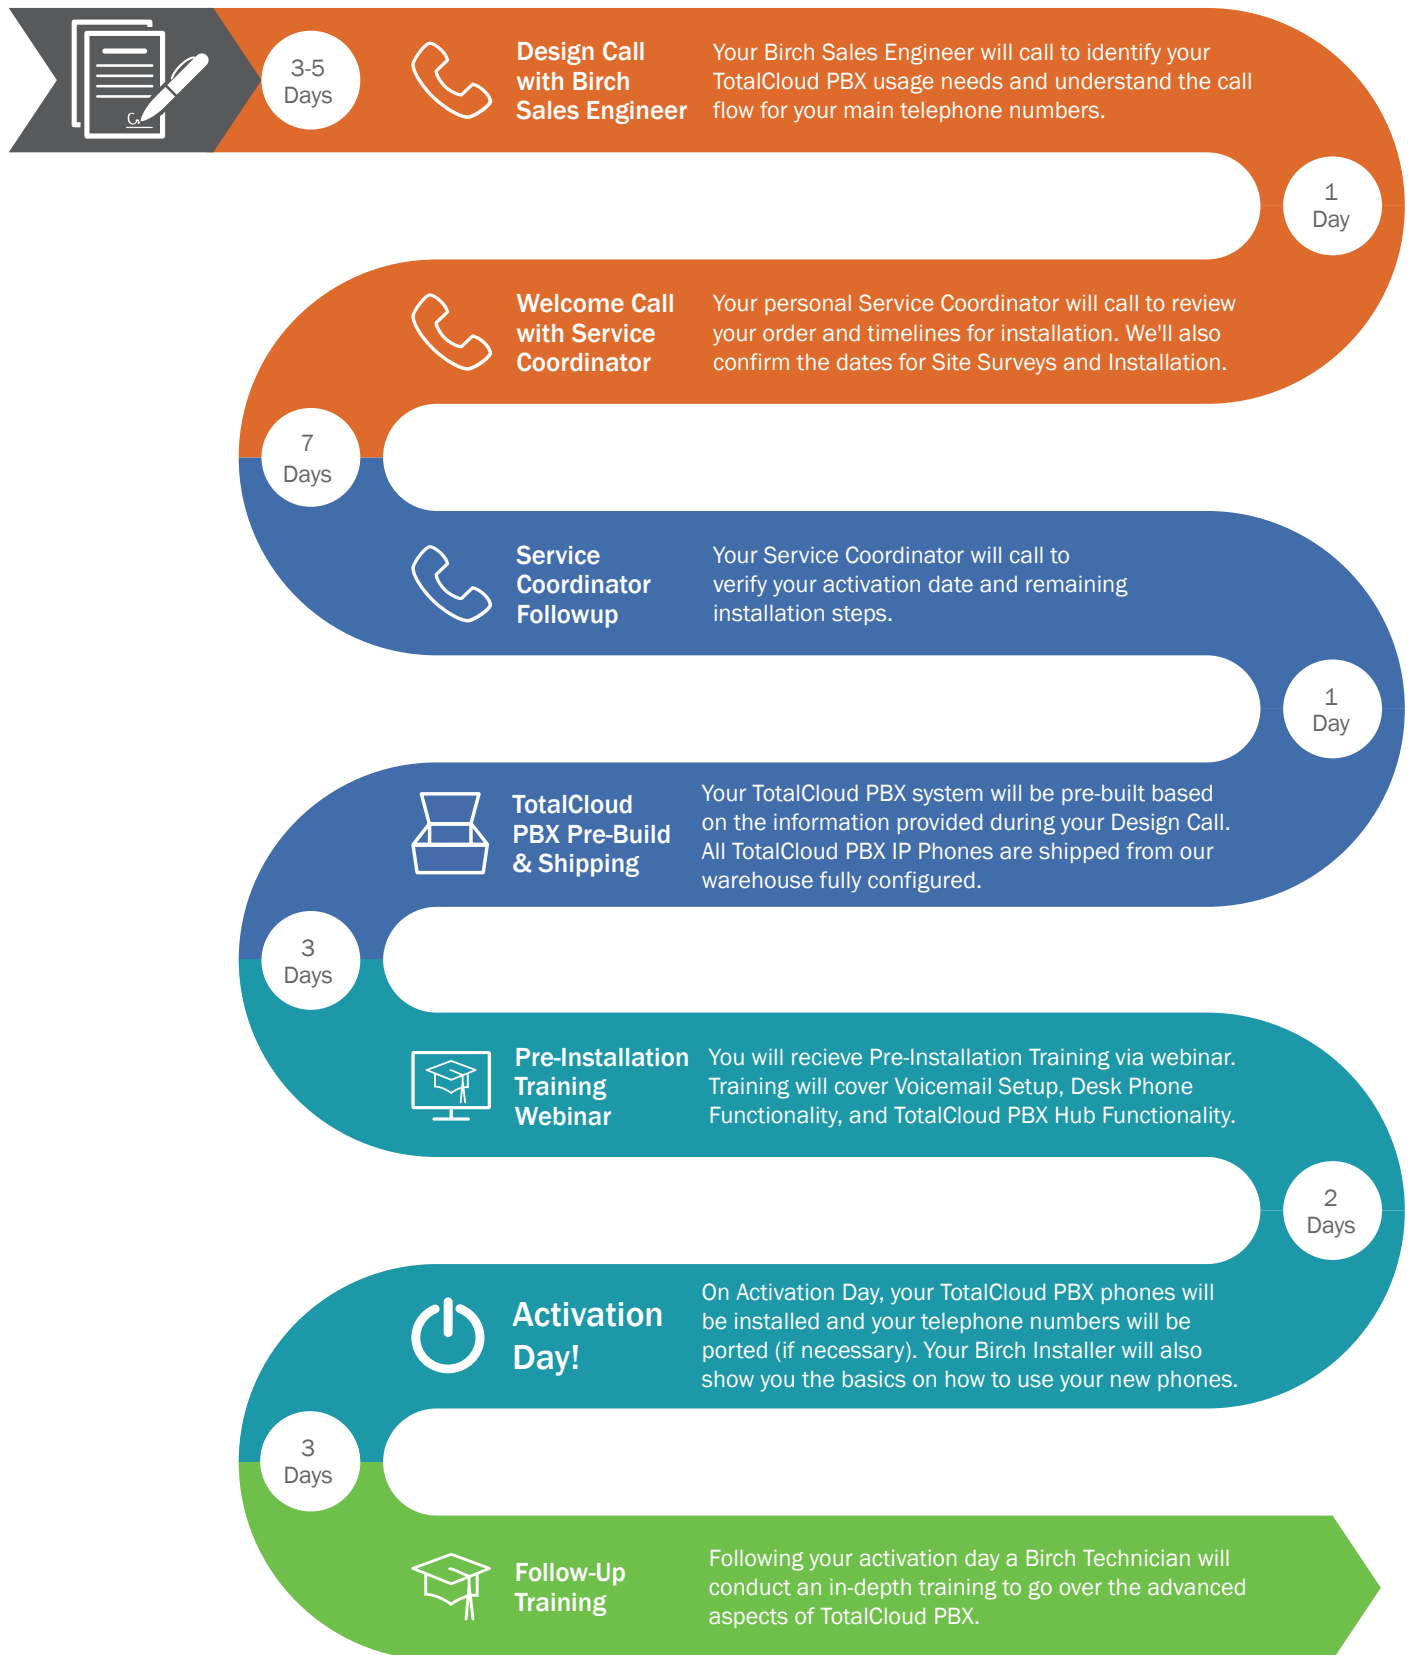 3-5
Days
Design Call
with Birch
Sales Engineer
Your Birch Sales Engineer will call to identify your
TotalCloud PBX usage needs and understand the call
flow for your main telephone numbers.
1
Day
Welcome Call
with Service
Coordinator
Your personal Service Coordinator will call to review
your order and timelines for installation. We'll also
confirm the dates for Site Surveys and Installation.
7
Days
Service
Coordinator
Followup
Your Service Coordinator will call to
verify your activation date and remaining
installation steps.
1
Day
TotalCloud
PBX Pre-Build
& Shipping
Your TotalCloud PBX system will be pre-built based
on the information provided during your Design Call.
All TotalCloud PBX IP Phones are shipped from our
warehouse fully configured.
3
Days
Pre-Installation
Training
Webinar
You will recieve Pre-Installation Training via webinar.
Training will cover Voicemail Setup, Desk Phone
Functionality, and TotalCloud PBX Hub Functionality.
2
Days
Activation
Day!
On Activation Day, your TotalCloud PBX phones will
be installed and your telephone numbers will be
ported (if necessary). Your Birch Installer will also
show you the basics on how to use your new phones.
3
Days
Follow-Up
Training
Following your activation day a Birch Technician will
conduct an in-depth training to go over the advanced
aspects of TotalCloud PBX.